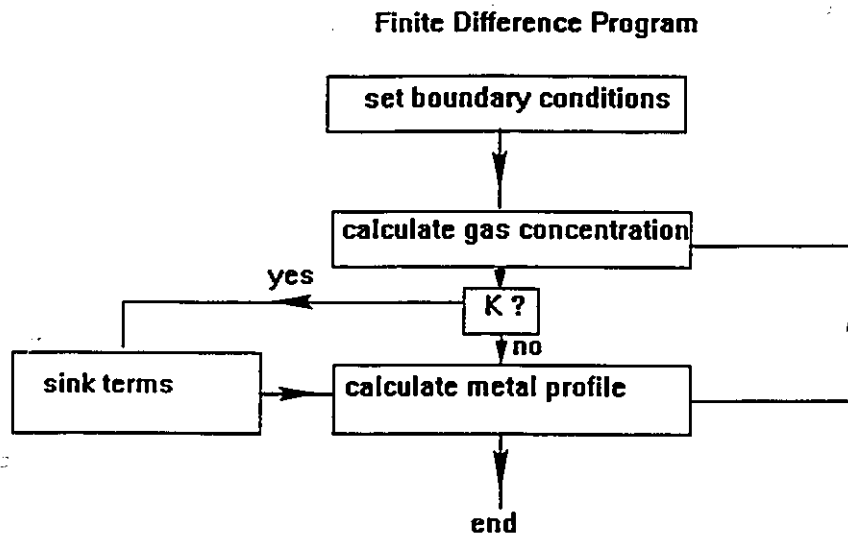 Finite Difference Program
set boundary conditions
calculate gas concentration
yes
K ?
no
sink terms
calculate metal profile
end